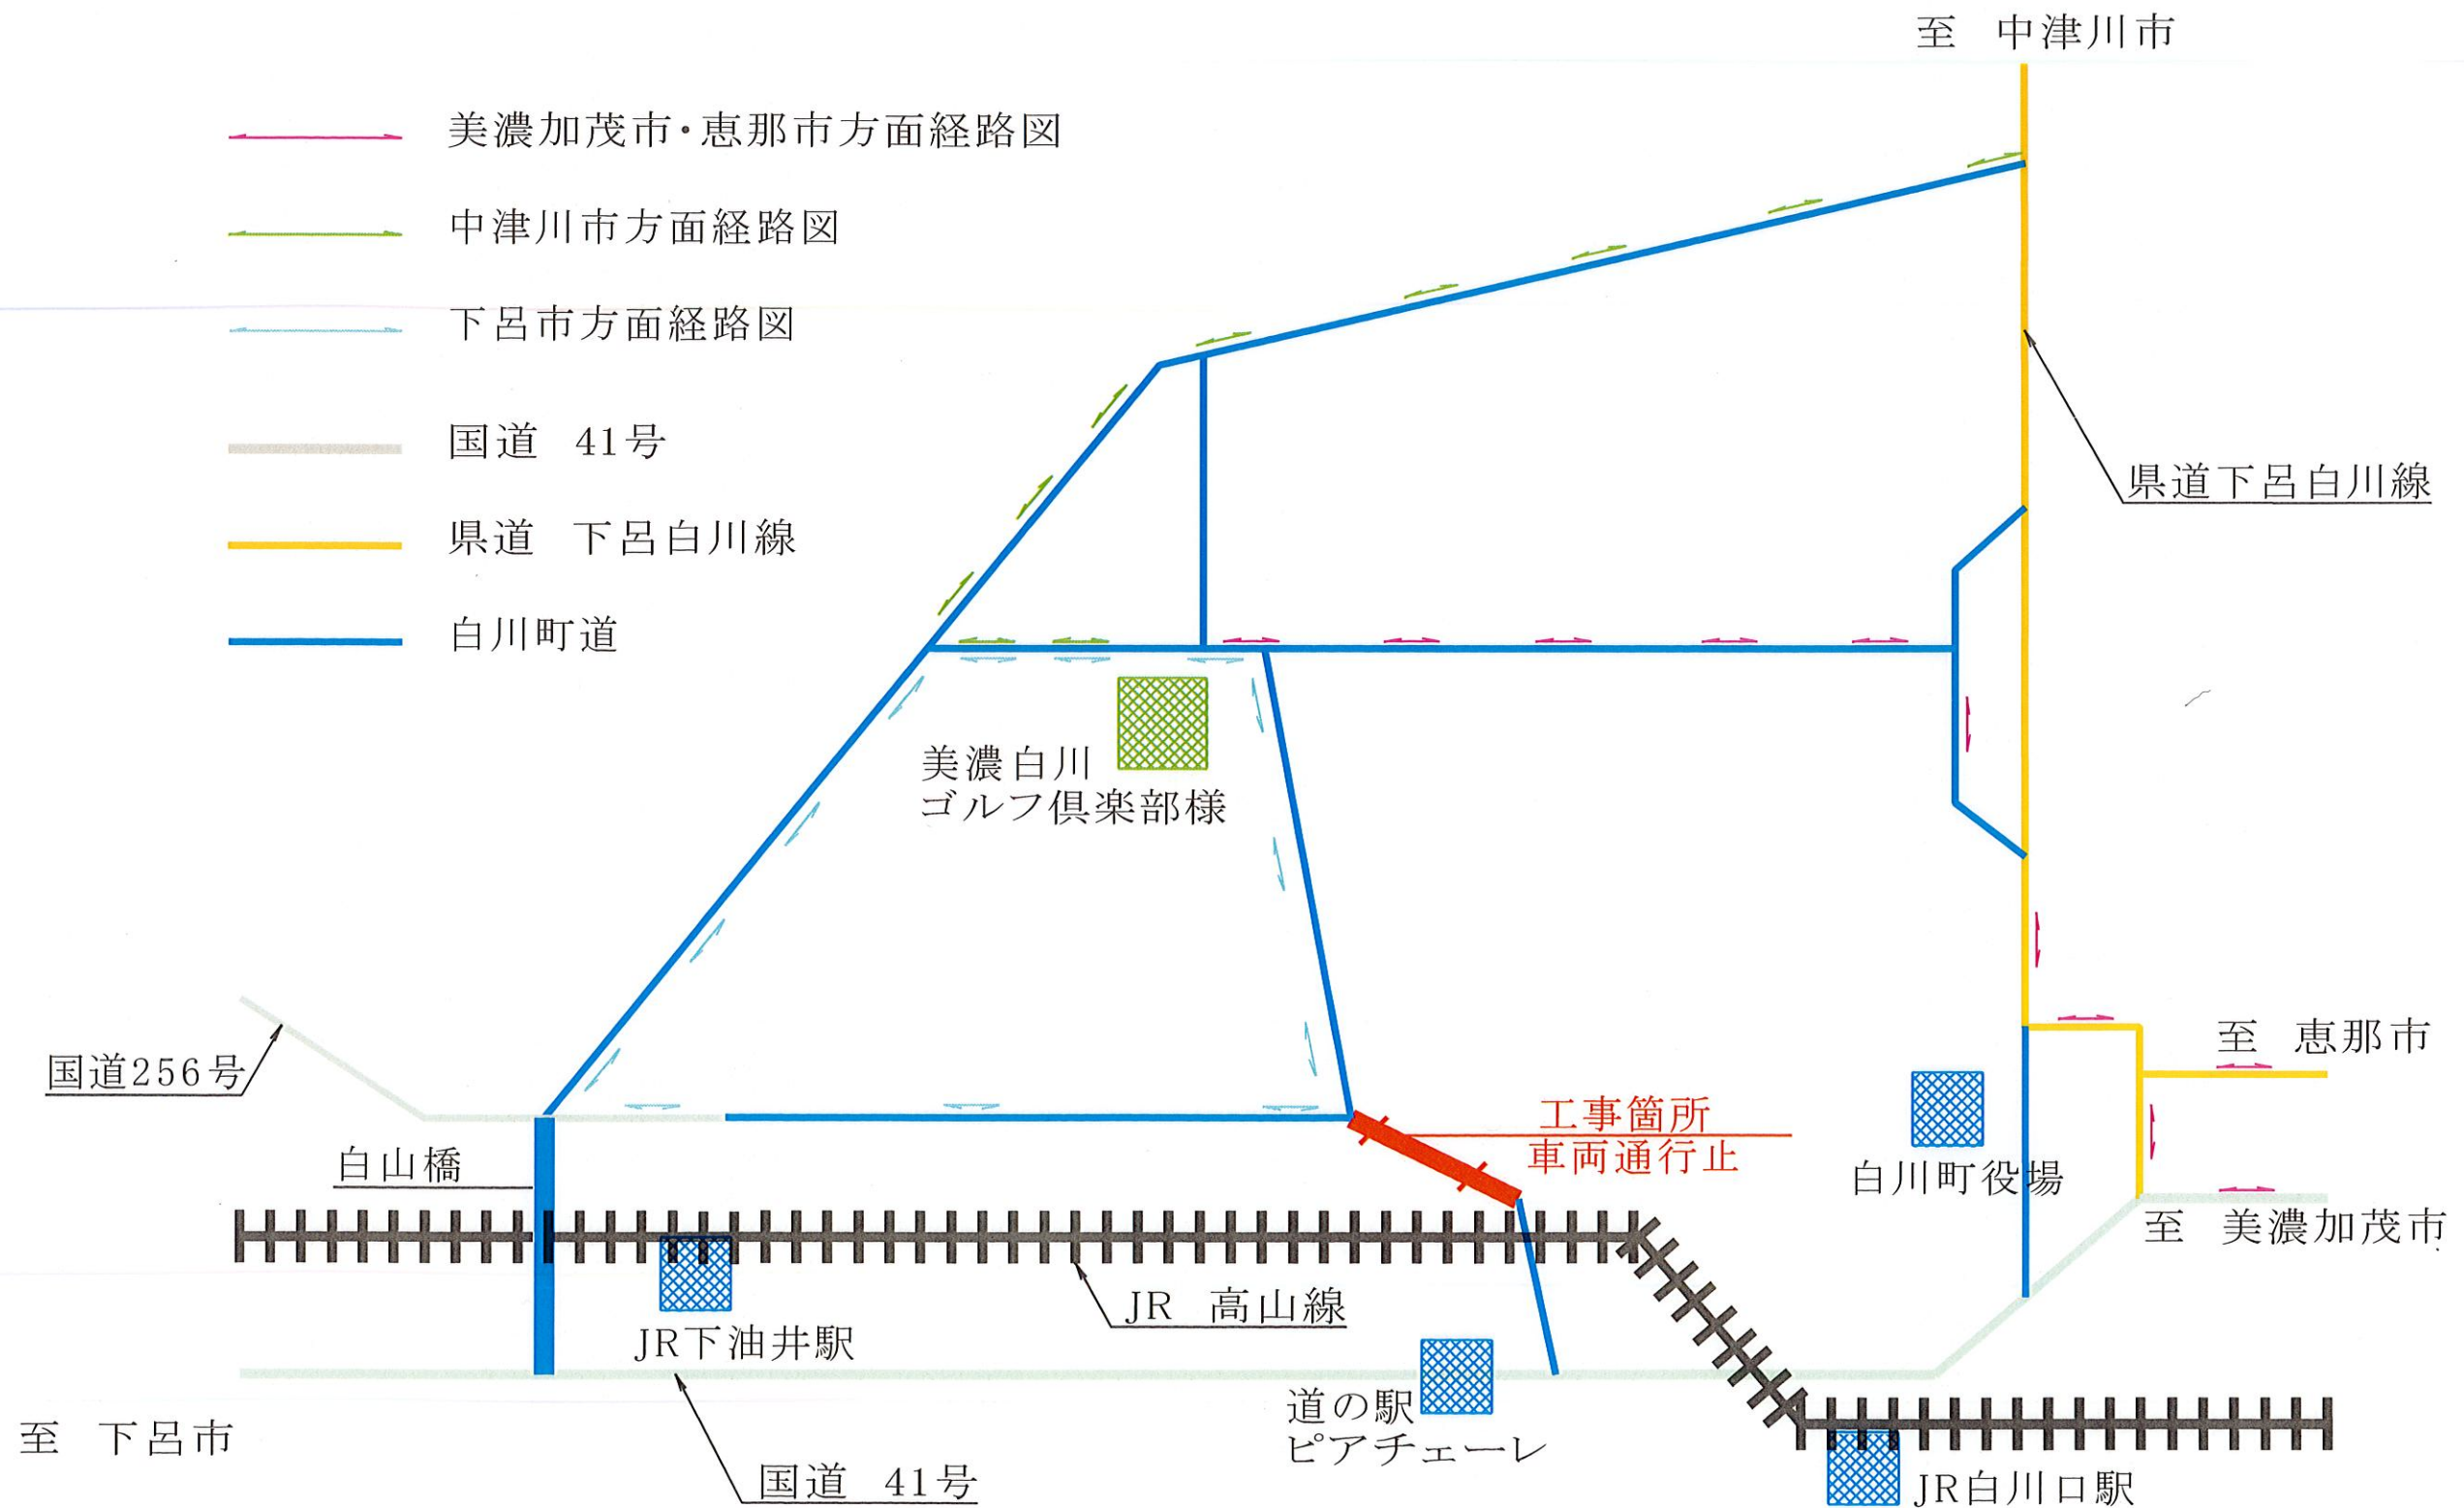 至 中津川市
美濃加茂市・恵那市方面経路図
中津川市方面経路図
下呂市方面経路図
国道 41号
県道 下呂白川線
白川町道
県道下呂白川線
美濃白川
ゴルフ倶楽部様
国道256号
至 恵那市
工事箇所
車両通行止
白山橋
白川町役場
至 美濃加茂市
JR 高山線
JR下油井駅
道の駅
ピアチェーレ
至 下呂市
国道 41号
JR白川口駅